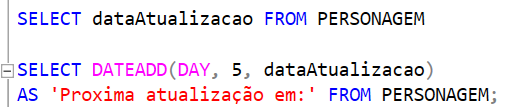 SELECT dataAtualizacao FROM PERSONAGEM
SELECT DATEADD(DAY, 5, dataAtualizacao)
AS 'Proxima atualização em:' FROM PERSONAGEM;